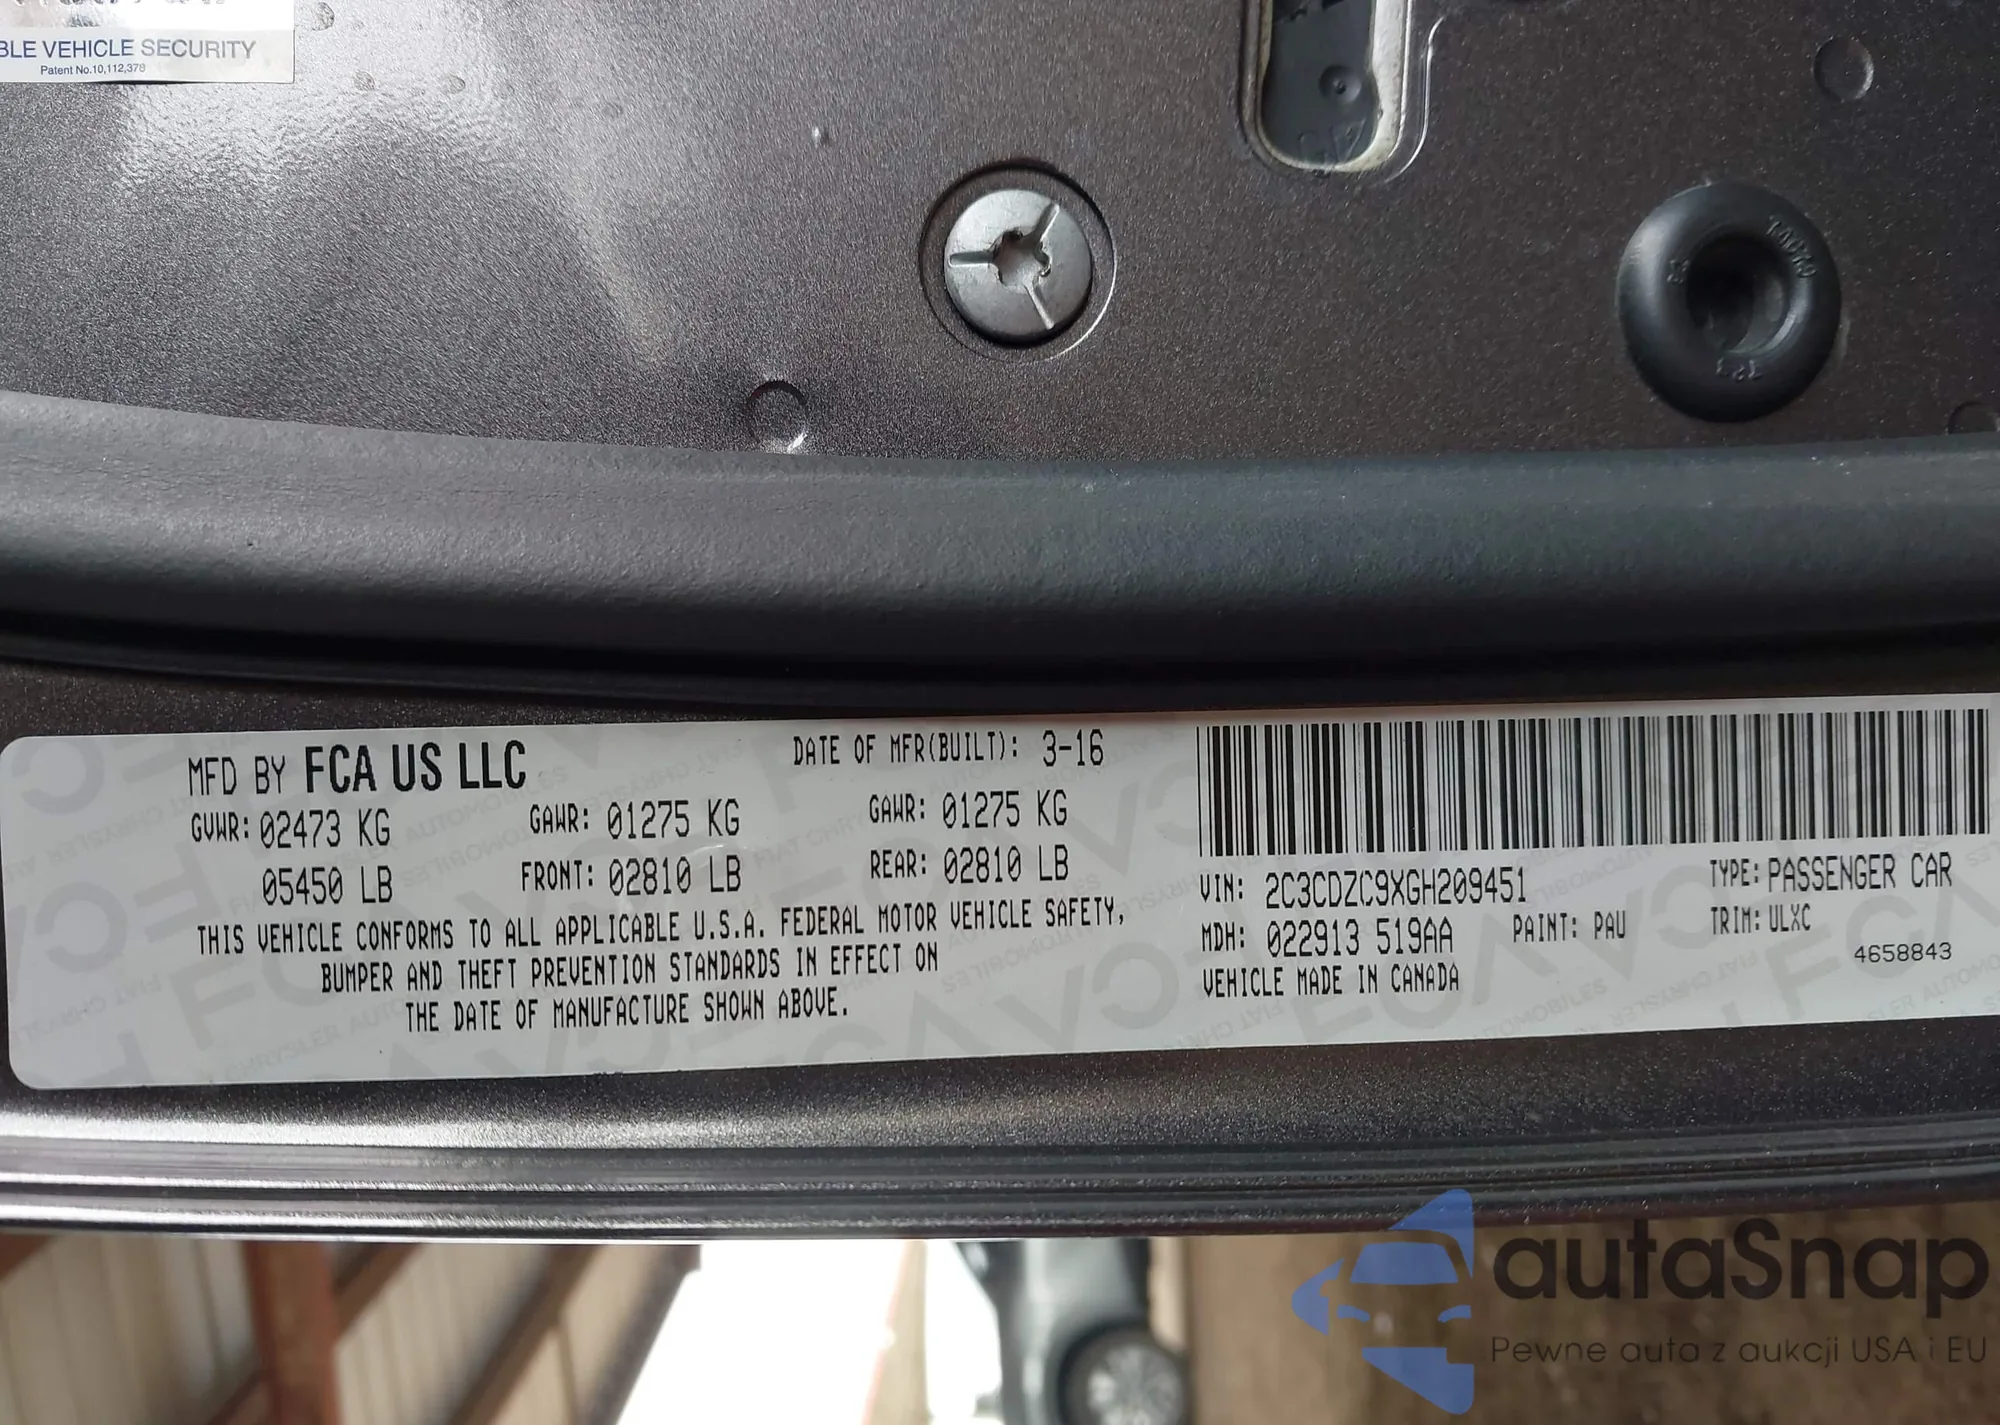 BLE VEHICLE SECURITY
Patent No.10,112,378
MFD BY FCA US LLC
DATE OF MFR(BUILT): 3-16
GVWR: 02473 KG GAWR: 01275 KG GAWR: 01275 KG
05450 LB FRONT: 02810 LB REAR: 02810 LB
THIS VEHICLE CONFORMS TO ALL APPLICABLE U.S.A. FEDERAL MOTOR VEHICLE SAFETY,
BUMPER AND THEFT PREVENTION STANDARDS IN EFFECT ON
THE DATE OF MANUFACTURE SHOWN ABOVE.
VIN: 2C3CDZC9XGH209451 TYPE: PASSENGER CAR
MDH: 022913 519AA PAINT: PAU TRIM: ULXC
VEHICLE MADE IN CANADA 4658843
autaSnap
Pewne auta z aukcji USA i EU